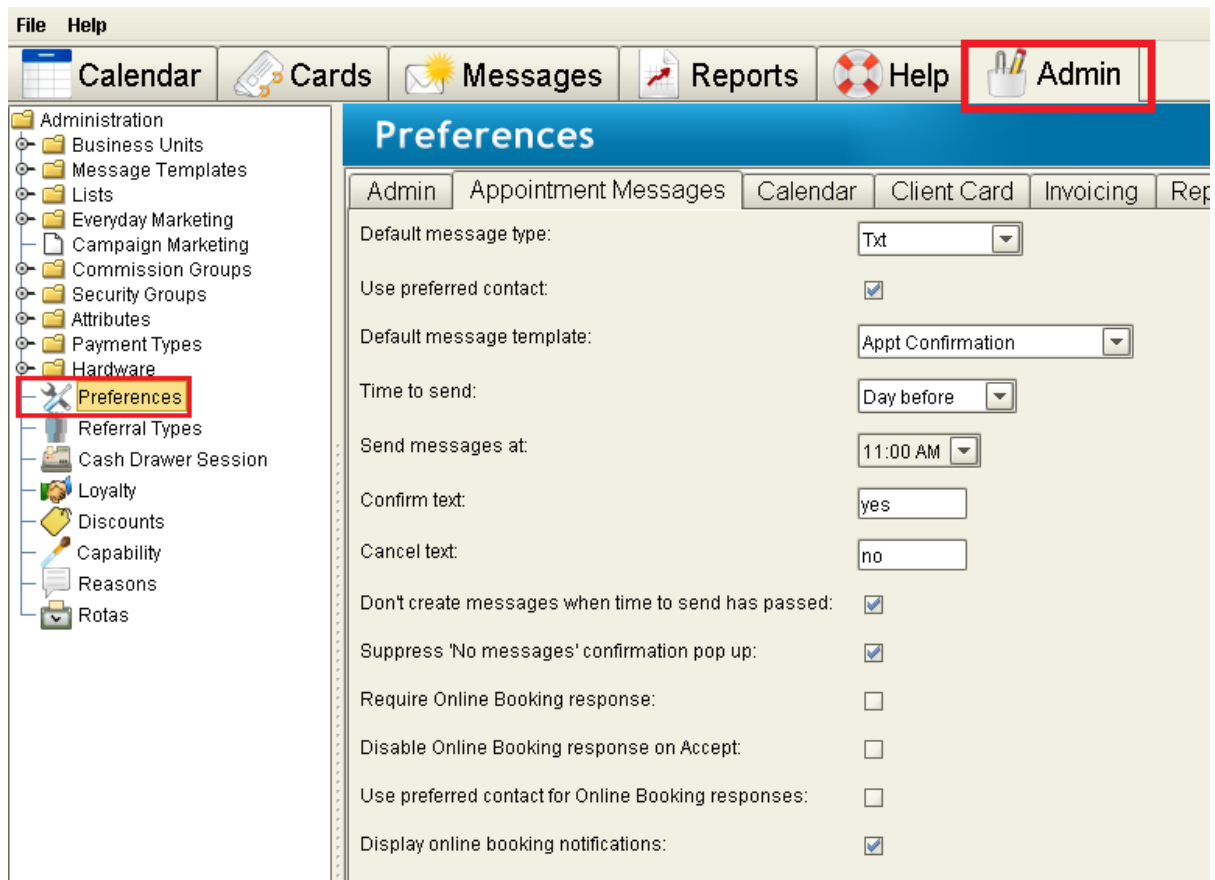 File Help
Calendar Cards Messages Reports Help Admin
Administration
Business Units
Message Templates
Lists
Everyday Marketing
Campaign Marketing
Commission Groups
Security Groups
Attributes
Payment Types
Hardware
Preferences
Referral Types
Cash Drawer Session
Loyalty
Discounts
Capability
Reasons
Rotas
Preferences
Admin Appointment Messages Calendar Client Card Invoicing Rep
Default message type: Txt
Use preferred contact:
Default message template: Appt Confirmation
Time to send: Day before
Send messages at: 11:00 AM
Confirm text: yes
Cancel text: no
Don't create messages when time to send has passed:
Suppress 'No messages' confirmation pop up:
Require Online Booking response:
Disable Online Booking response on Accept:
Use preferred contact for Online Booking responses:
Display online booking notifications: